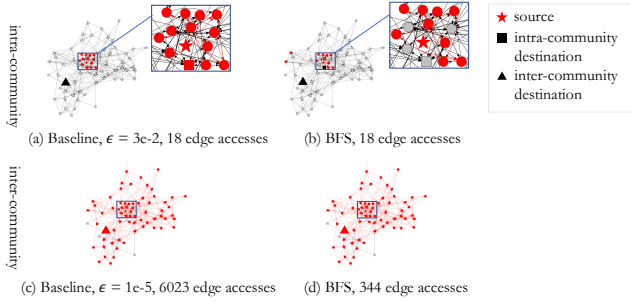 intra-community
(a) Baseline, ϵ = 3e-2, 18 edge accesses
(b) BFS, 18 edge accesses
source
intra-community
destination
inter-community
destination
inter-community
(c) Baseline, ϵ = 1e-5, 6023 edge accesses
(d) BFS, 344 edge accesses